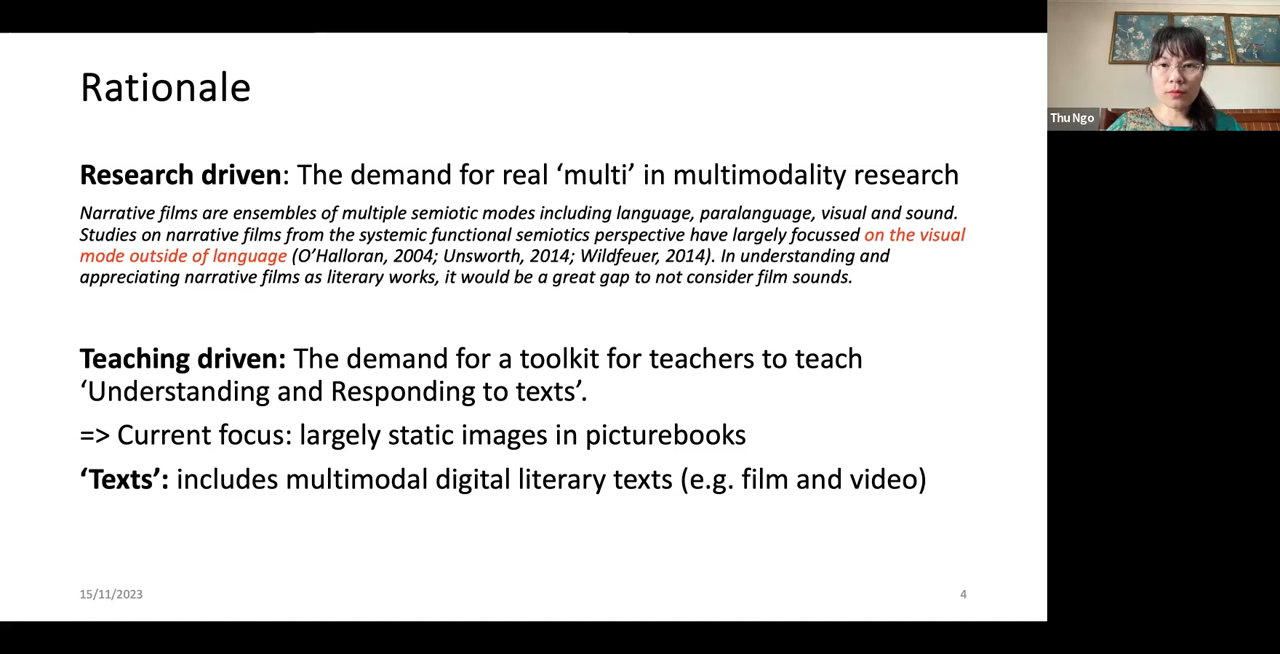 Rationale
Research driven: The demand for real ‘multi’ in multimodality research
Narrative films are ensembles of multiple semiotic modes including language, paralanguage, visual and sound.
Studies on narrative films from the systemic functional semiotics perspective have largely focussed on the visual
mode outside of language (O’Halloran, 2004; Unsworth, 2014; Wildfeuer, 2014). In understanding and
appreciating narrative films as literary works, it would be a great gap to not consider film sounds.
Teaching driven: The demand for a toolkit for teachers to teach
‘Understanding and Responding to texts’.
=> Current focus: largely static images in picturebooks
‘Texts’: includes multimodal digital literary texts (e.g. film and video)
15/11/2023
4
Thu Ngo